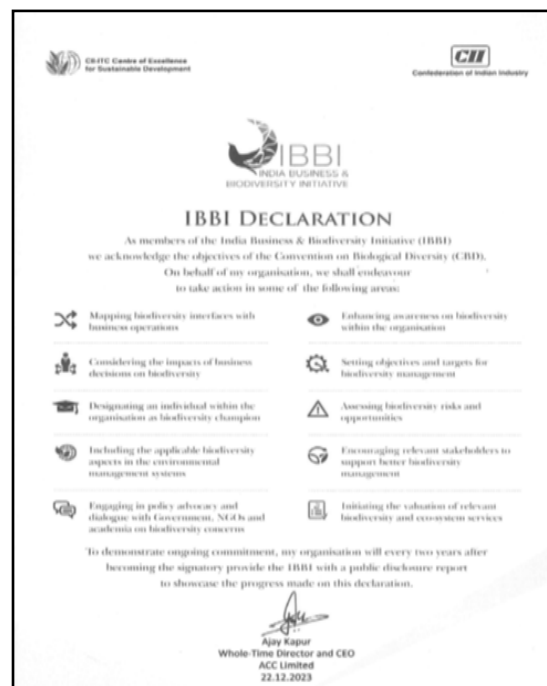 CII-ITC Centre of Excellence
for Sustainable Development
CII
Confederation of Indian Industry
IBBI
INDIA BUSINESS &
BIODIVERSITY INITIATIVE
IBBI DECLARATION
As members of the India Business & Biodiversity Initiative (IBBI)
we acknowledge the objectives of the Convention on Biological Diversity (CBD).
On behalf of my organisation, we shall endeavour
to take action in some of the following areas:
Mapping biodiversity interfaces with
business operations
Enhancing awareness on biodiversity
within the organisation
Considering the impacts of business
decisions on biodiversity
Setting objectives and targets for
biodiversity management
Designating an individual within the
organisation as biodiversity champion
Assessing biodiversity risks and
opportunities
Including the applicable biodiversity
aspects in the environmental
management systems
Encouraging relevant stakeholders to
support better biodiversity
management
Engaging in policy advocacy and
dialogue with Government, NGOs and
academia on biodiversity concerns
Initiating the valuation of relevant
biodiversity and eco-system services
To demonstrate ongoing commitment, my organisation will every two years after
becoming the signatory provide the IBBI with a public disclosure report
to showcase the progress made on this declaration.
Ajay Kapur
Whole-Time Director and CEO
ACC Limited
22.12.2023